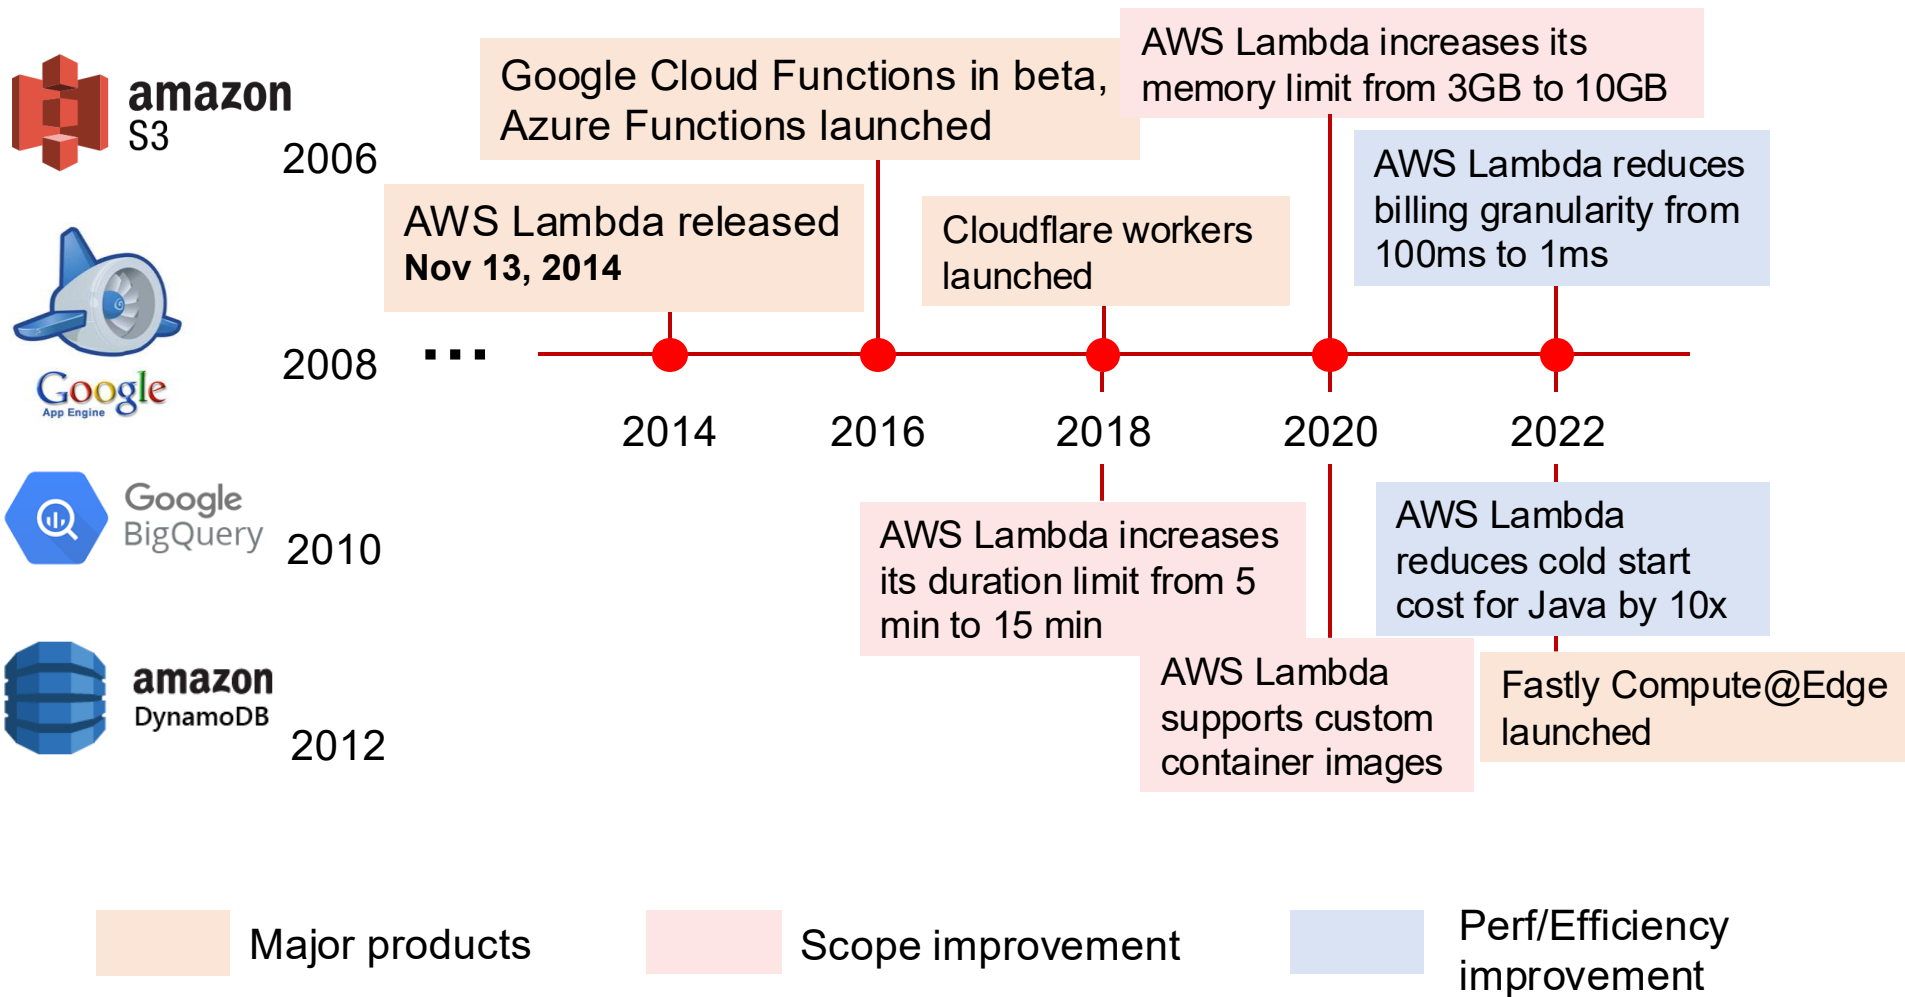 amazon
S3
2006
Google
App Engine
2008
Google
BigQuery
2010
amazon
DynamoDB
2012
...
AWS Lambda released
Nov 13, 2014
Google Cloud Functions in beta,
Azure Functions launched
Cloudflare workers
launched
AWS Lambda increases its
memory limit from 3GB to 10GB
AWS Lambda reduces
billing granularity from
100ms to 1ms
2014
2016
2018
2020
2022
AWS Lambda increases
its duration limit from 5
min to 15 min
AWS Lambda
supports custom
container images
AWS Lambda
reduces cold start
cost for Java by 10x
Fastly Compute@Edge
launched
Major products
Scope improvement
Perf/Efficiency
improvement